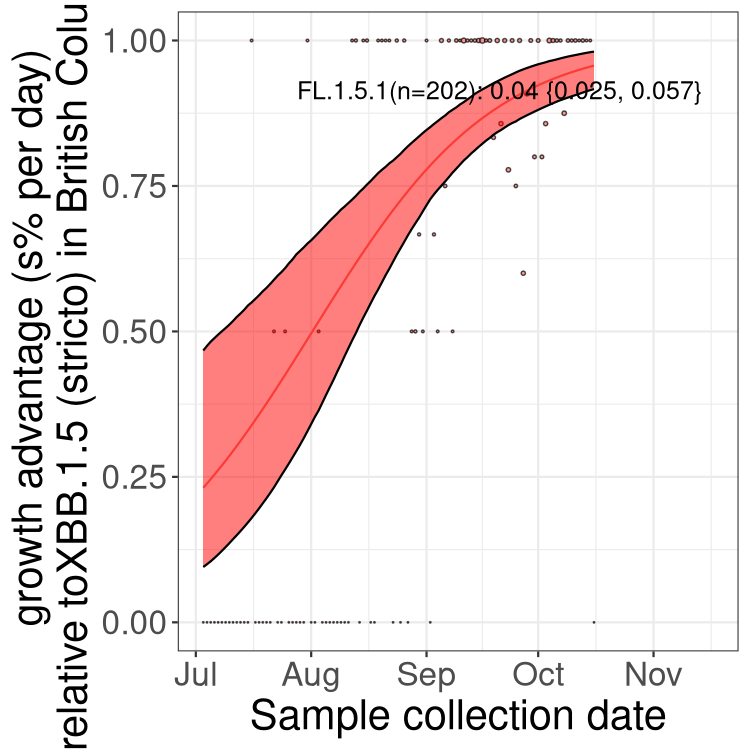 growth advantage (s% per day)
relative toXBB.1.5 (stricto) in British Colu
1.00
0.75
0.50
0.25
0.00
FL.1.5.1(n=202): 0.04 {0.025, 0.057}
Jul Aug Sep Oct Nov
Sample collection date